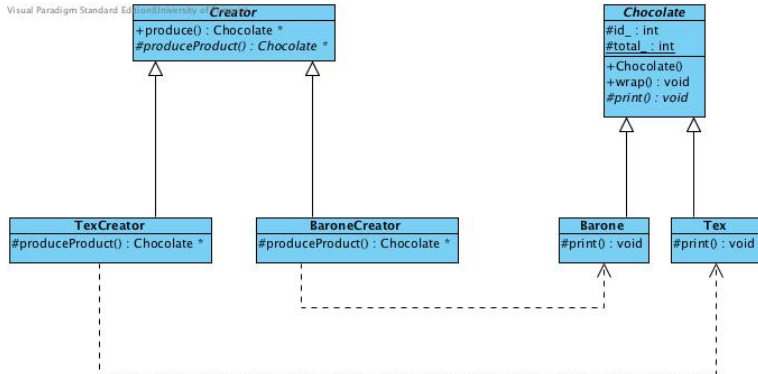 Visual Paradigm Standard Edition(University of
Creator
+produce() : Chocolate *
#produceProduct() : Chocolate *
Chocolate
#id_ : int
#total_ : int
+Chocolate()
+wrap() : void
#print() : void
TexCreator
#produceProduct() : Chocolate *
BaroneCreator
#produceProduct() : Chocolate *
Barone
#print() : void
Tex
#print() : void